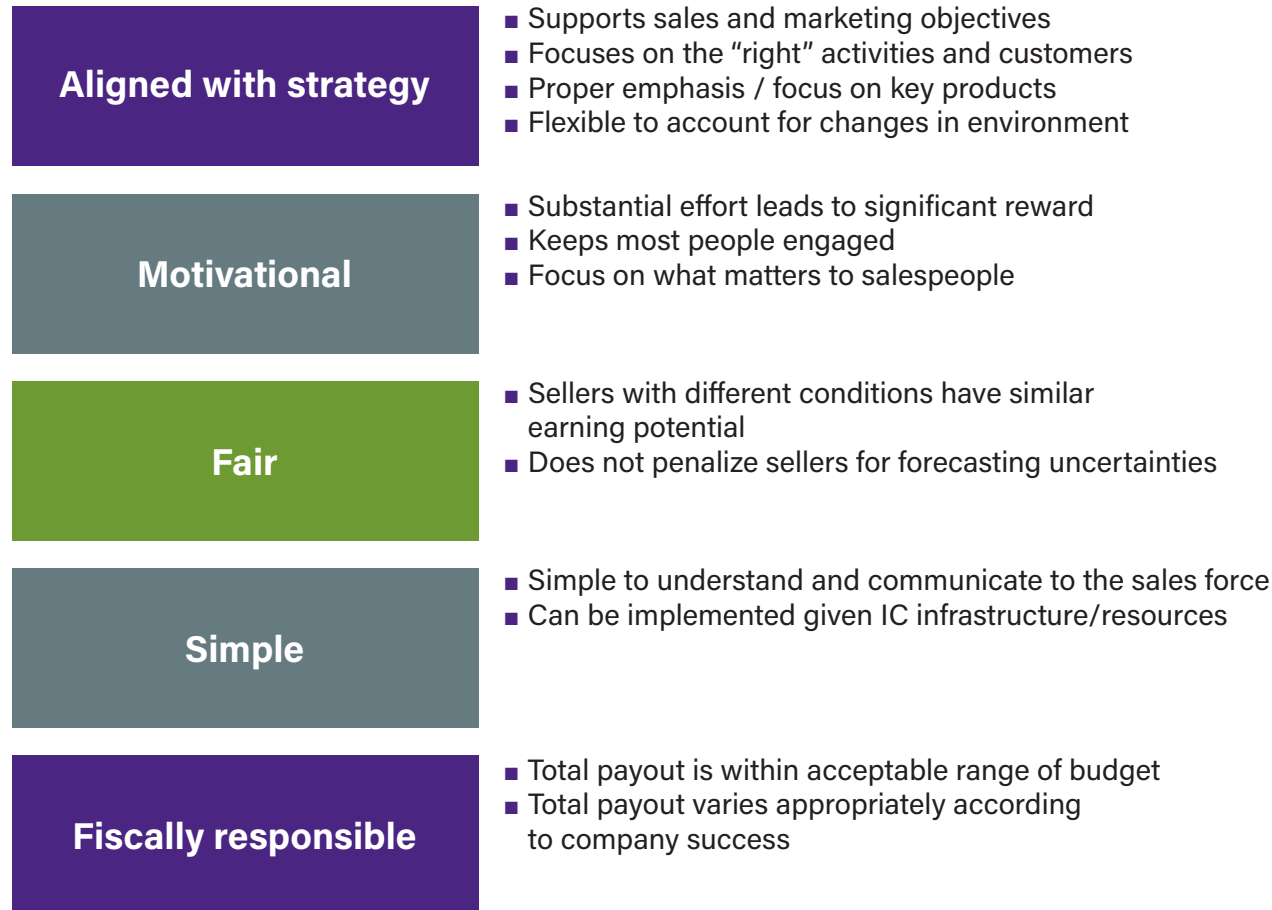 Aligned with strategy
■ Supports sales and marketing objectives
■ Focuses on the “right” activities and customers
■ Proper emphasis / focus on key products
■ Flexible to account for changes in environment
Motivational
■ Substantial effort leads to significant reward
■ Keeps most people engaged
■ Focus on what matters to salespeople
Fair
■ Sellers with different conditions have similar
earning potential
■ Does not penalize sellers for forecasting uncertainties
Simple
■ Simple to understand and communicate to the sales force
■ Can be implemented given IC infrastructure/resources
Fiscally responsible
■ Total payout is within acceptable range of budget
■ Total payout varies appropriately according
to company success